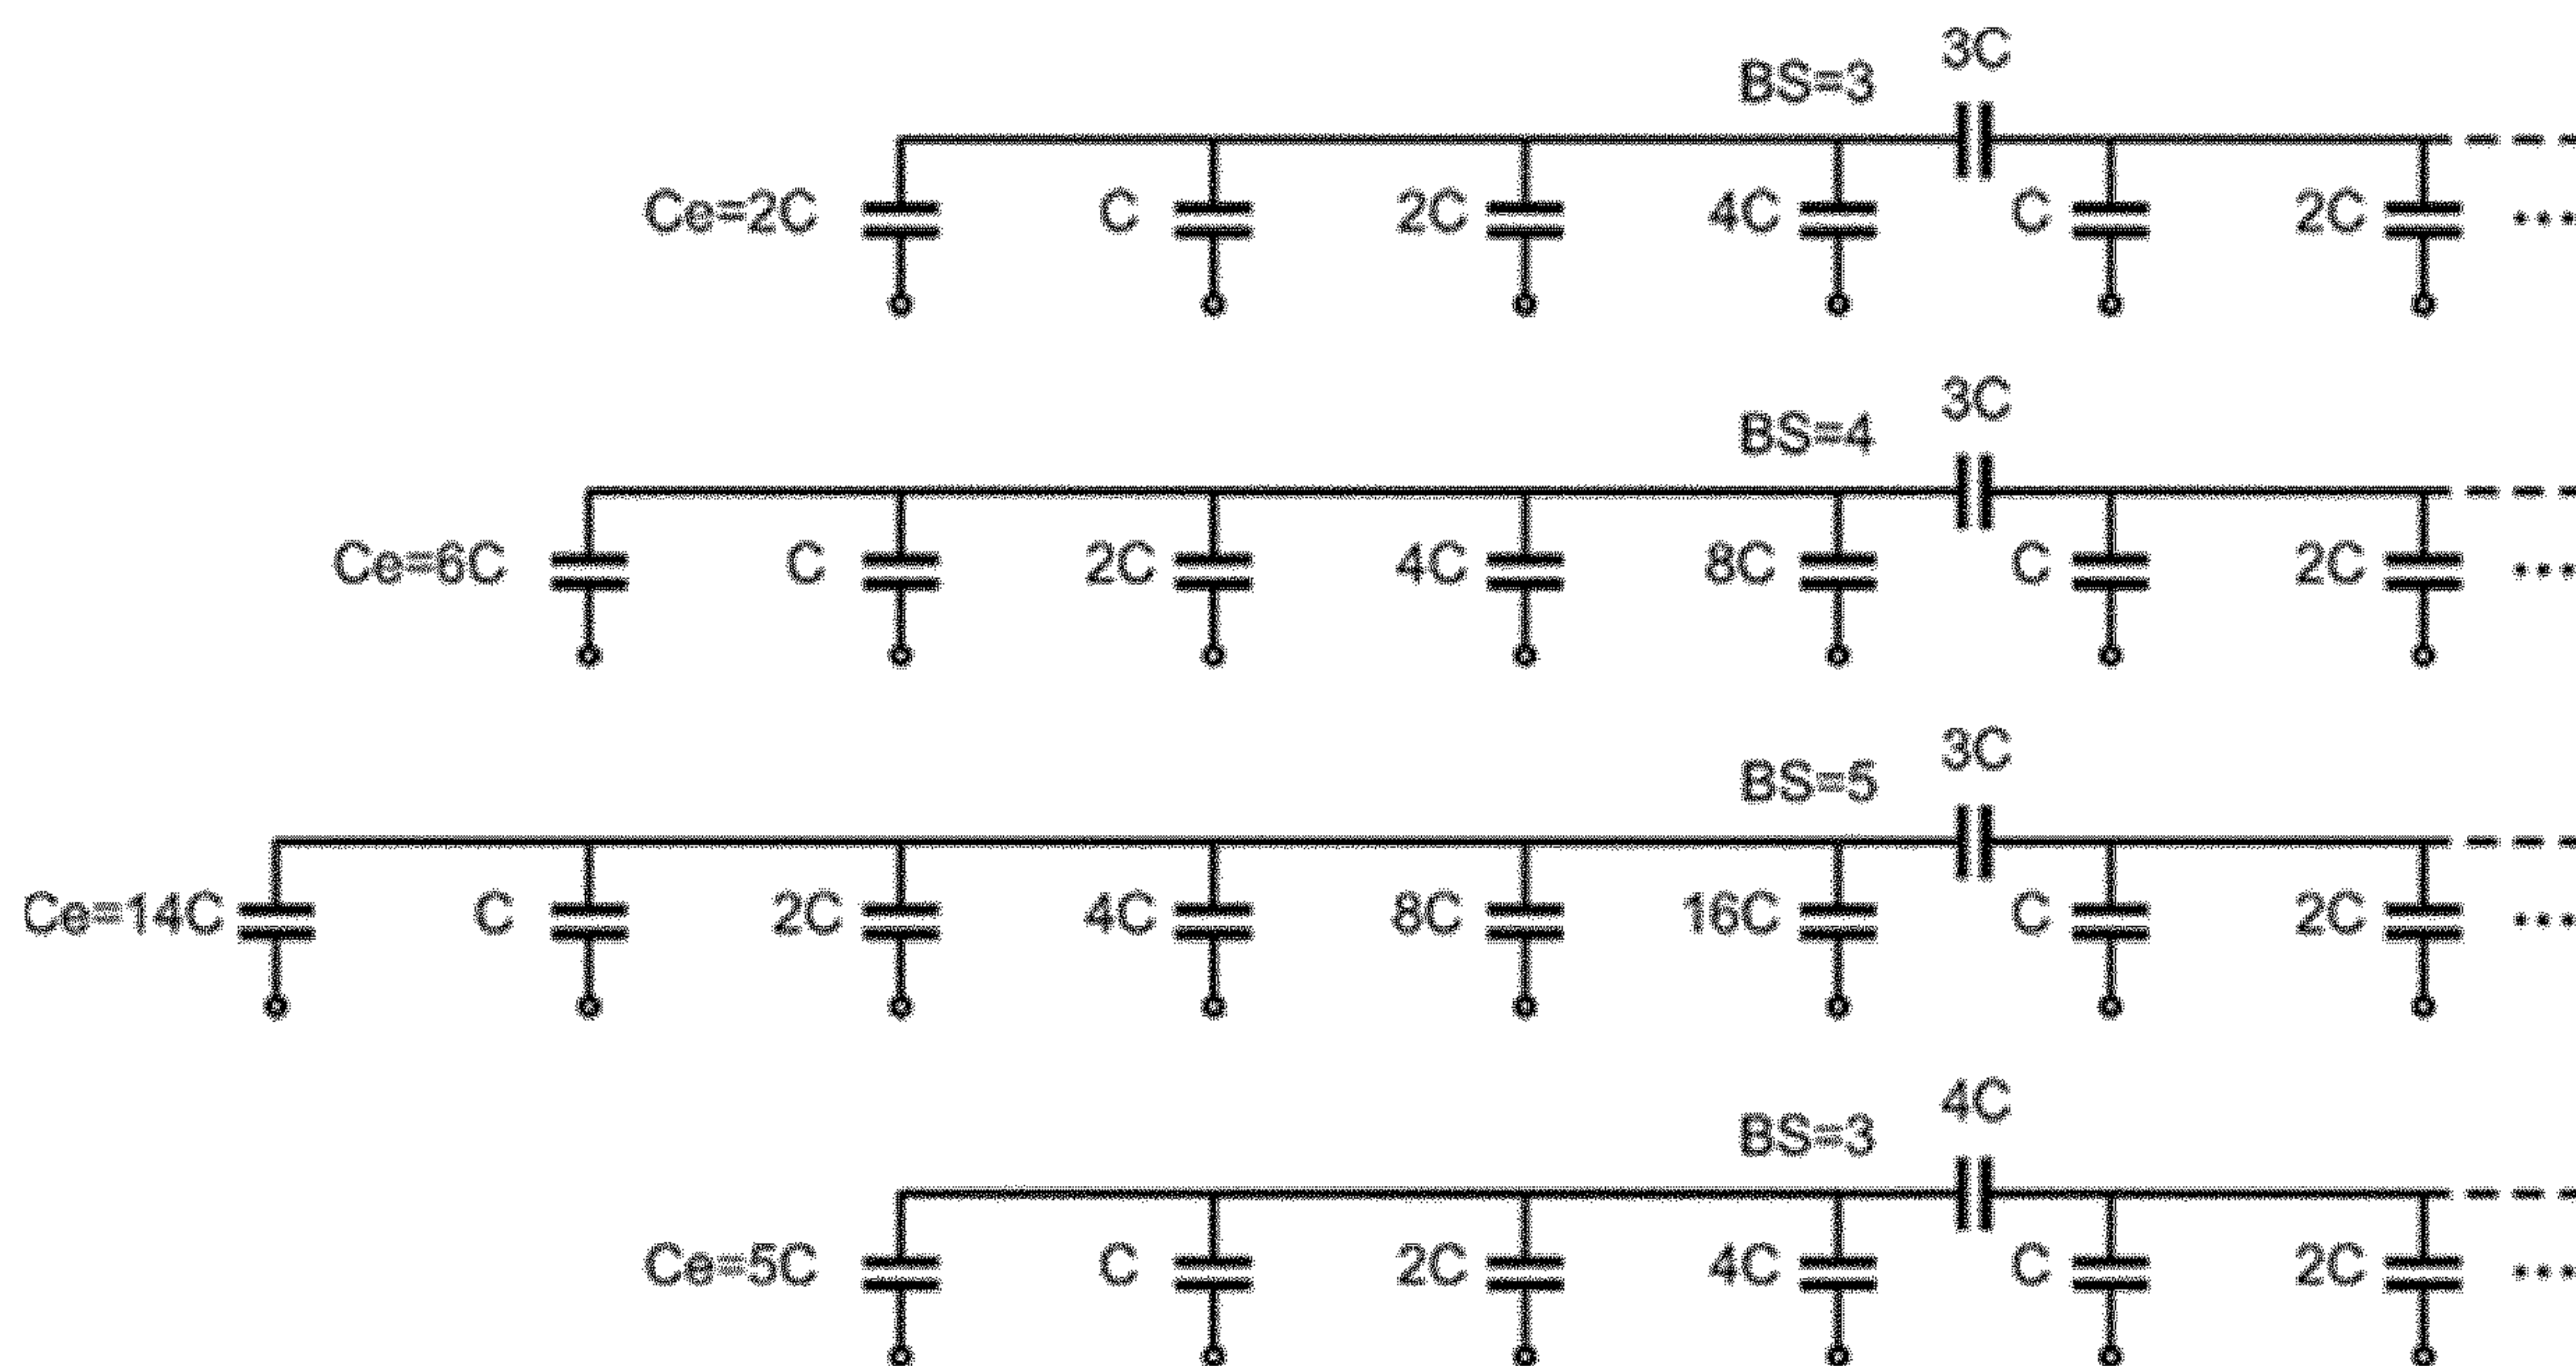 3C
BS=3
Ce=2C C 2C 4C C 2C ...
3C
BS=4
Ce=6C C 2C 4C 8C C 2C ...
3C
BS=5
Ce=14C C 2C 4C 8C 16C C 2C ...
4C
BS=3
Ce=5C C 2C 4C C 2C ...